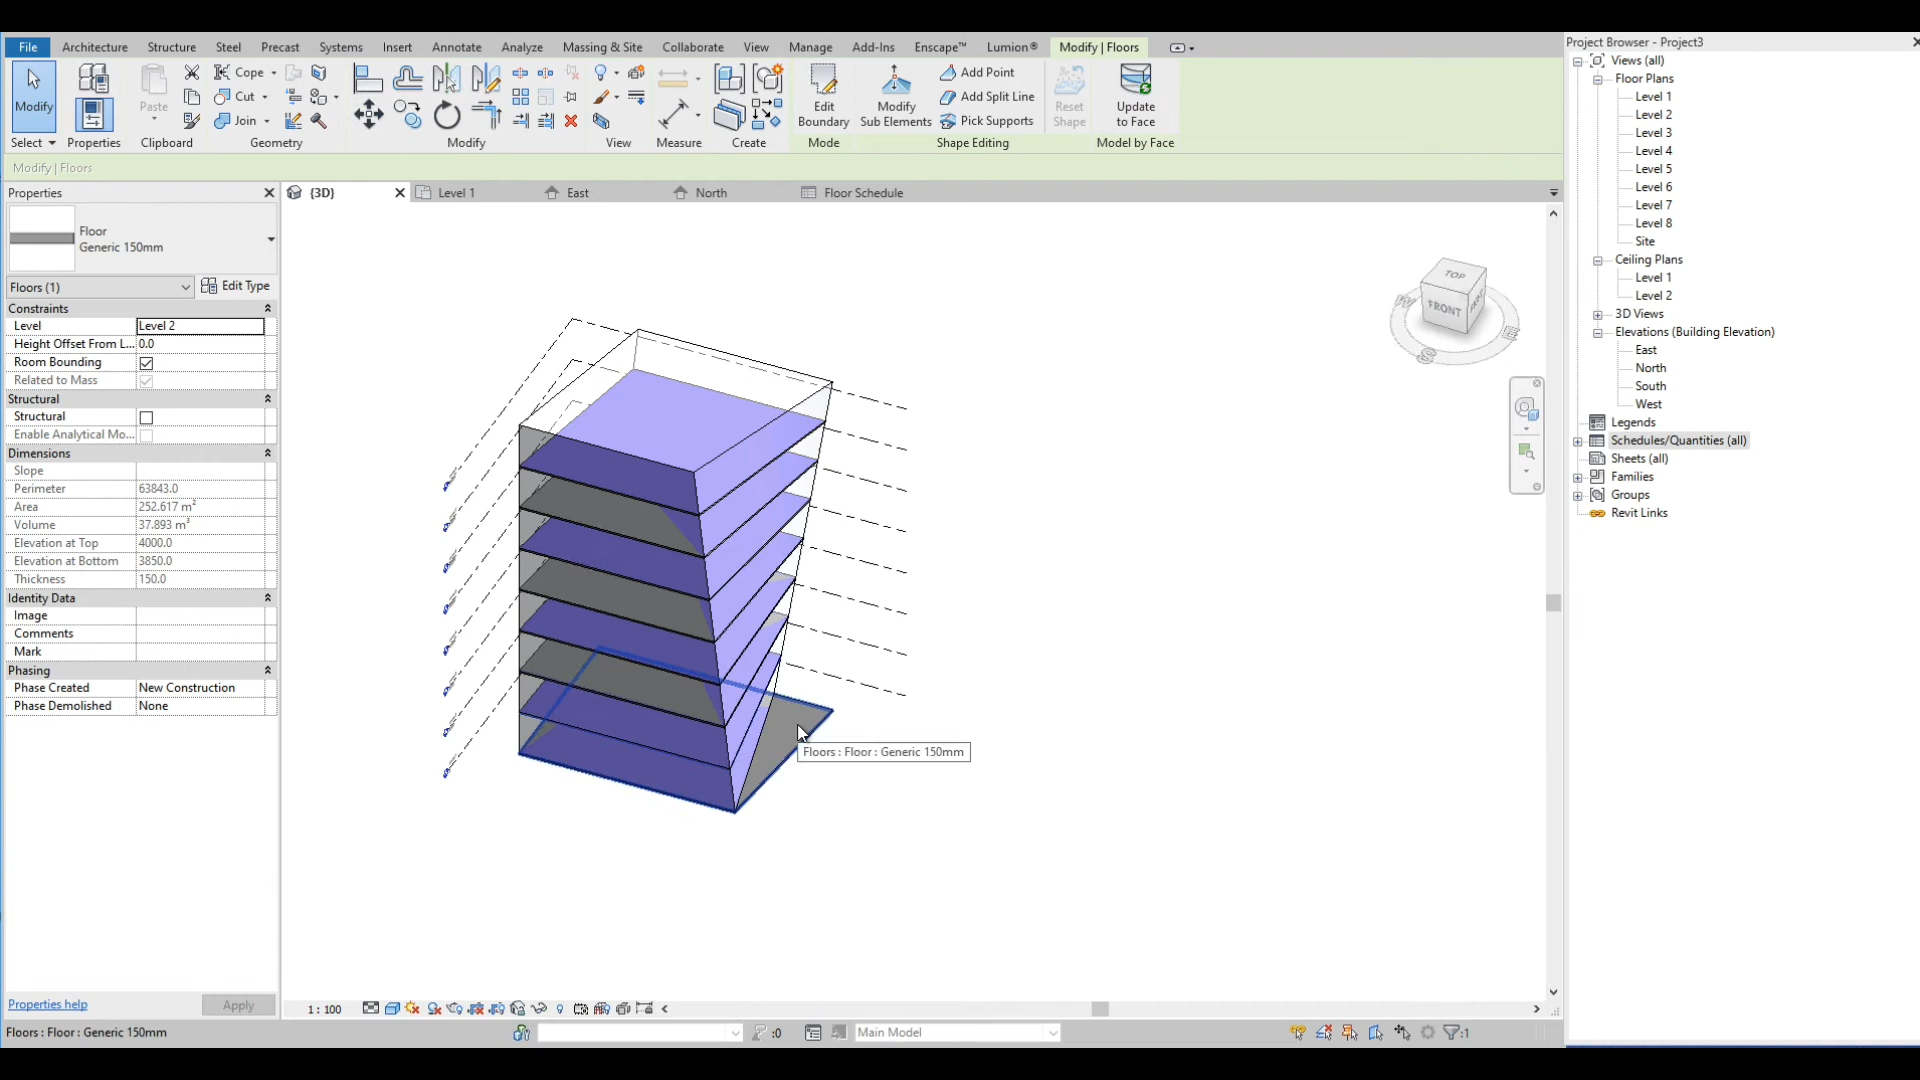 File Architecture Structure Steel Precast Systems Insert Annotate Analyze Massing & Site Collaborate View Manage Add-Ins Enscape™ Lumion® Modify | Floors
Project Browser - Project3
Modify
Paste
Cope
Cut
Join
Edit Boundary
Modify Sub Elements
Add Point
Add Split Line
Pick Supports
Reset Shape
Update to Face
Select Properties Clipboard Geometry Modify View Measure Create Mode Shape Editing Model by Face
Modify | Floors
Properties
{3D} Level 1 East North Floor Schedule
Floor
Generic 150mm
Floors (1) Edit Type
Constraints
Level Level 2
Height Offset From L... 0.0
Room Bounding
Related to Mass
Structural
Structural
Enable Analytical Mo...
Dimensions
Slope
Perimeter 63843.0
Area 252.617 m²
Volume 37.893 m³
Elevation at Top 4000.0
Elevation at Bottom 3850.0
Thickness 150.0
Identity Data
Image
Comments
Mark
Phasing
Phase Created New Construction
Phase Demolished None
Properties help Apply
TOP
FRONT
W
S
E
Floors : Floor : Generic 150mm
1 : 100
Floors : Floor : Generic 150mm
:0
Main Model
:1
Views (all)
Floor Plans
Level 1
Level 2
Level 3
Level 4
Level 5
Level 6
Level 7
Level 8
Site
Ceiling Plans
Level 1
Level 2
3D Views
Elevations (Building Elevation)
East
North
South
West
Legends
Schedules/Quantities (all)
Sheets (all)
Families
Groups
Revit Links